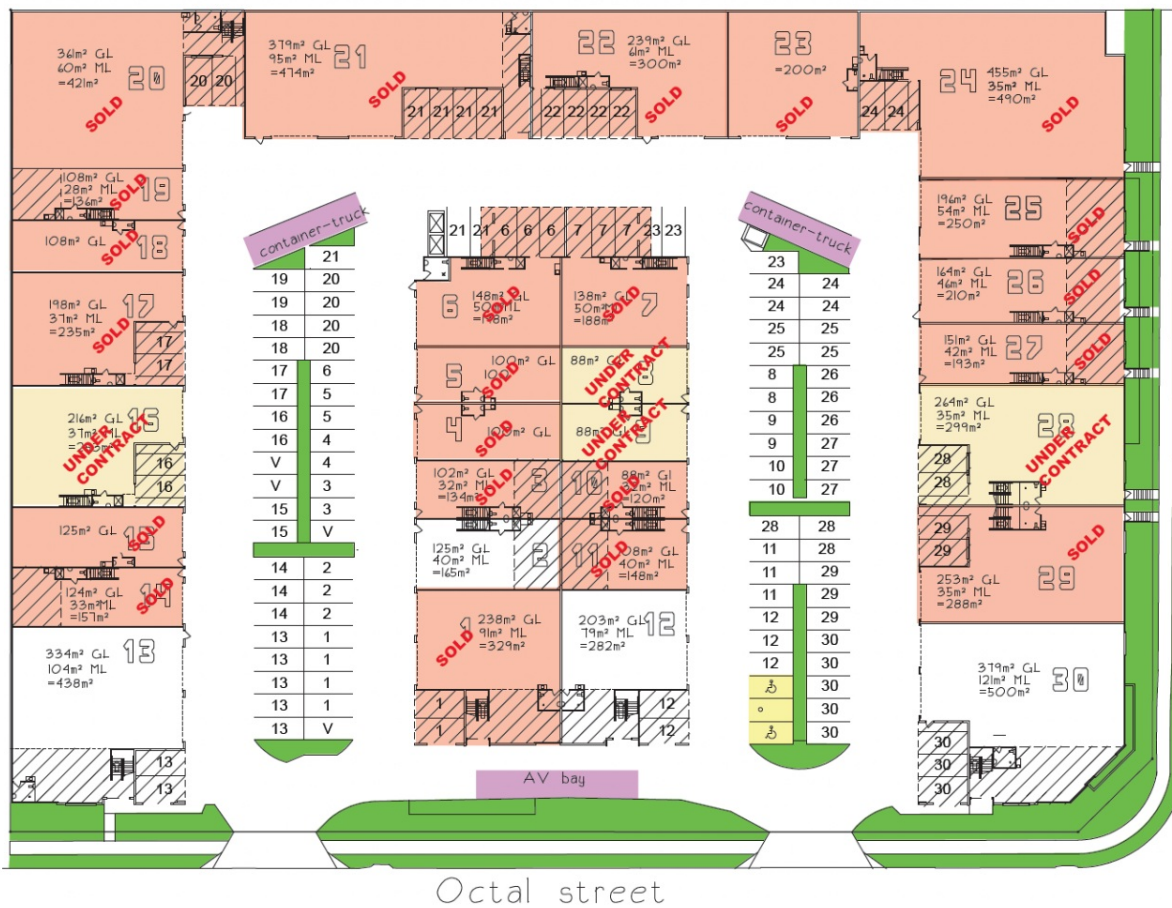 361m² GL
60m² ML
=421m²
20
SOLD
20 20
379m² GL
95m² ML
=474m²
21
SOLD
21 21 21 21
22
239m² GL
61m² ML
=300m²
SOLD
22 22 22 22
23
=200m²
SOLD
24
455m² GL
35m² ML
=490m²
SOLD
24 24
108m² GL
28m² ML
=136m²
19
SOLD
108m² GL
18
SOLD
198m² GL
37m² ML
=235m²
17
SOLD
17
17
216m² GL
37m² ML
UNDER
CONTRACT
16
16
125m² GL
SOLD
124m² GL
33m² ML
=157m²
14
SOLD
334m² GL
104m² ML
=438m²
13
13
13
container-truck
21
19 20
19 20
18 20
18 20
17 6
17 5
16 5
16 4
V 4
V 3
15 3
15 V
14 2
14 2
14 2
13 1
13 1
13 1
13 1
13 V
21 21 6 6 6 7 7 7 23 23
6
148m² GL
SOLD
138m² GL
50m² ML
=188m²
7
SOLD
5
100m² GL
SOLD
88m² GL
8
UNDER
CONTRACT
4
SOLD
88m² GL
9
UNDER
CONTRACT
102m² GL
32m² ML
=134m²
3
SOLD
10
88m² Gl
=120m²
SOLD
125m² GL
40m² ML
=165m²
2
11
40m² ML
=148m²
SOLD
1
238m² GL
91m² ML
=329m²
SOLD
1
1
203m² GL
79m² ML
=282m²
12
12
12
container-truck
23
24 24
24 24
25 25
25 25
8 26
8 26
9 26
9 27
10 27
10 27
28 28
11 28
11 29
11 29
12 29
12 30
12 30
30
30
30
196m² GL
54m² ML
=250m²
25
SOLD
164m² GL
46m² ML
=210m²
26
SOLD
151m² GL
42m² ML
=193m²
27
SOLD
264m² GL
35m² ML
=299m²
28
UNDER
CONTRACT
28
28
29
29
SOLD
253m² GL
35m² ML
=288m²
29
379m² GL
121m² ML
=500m²
30
30
30
30
AV bay
Octal street